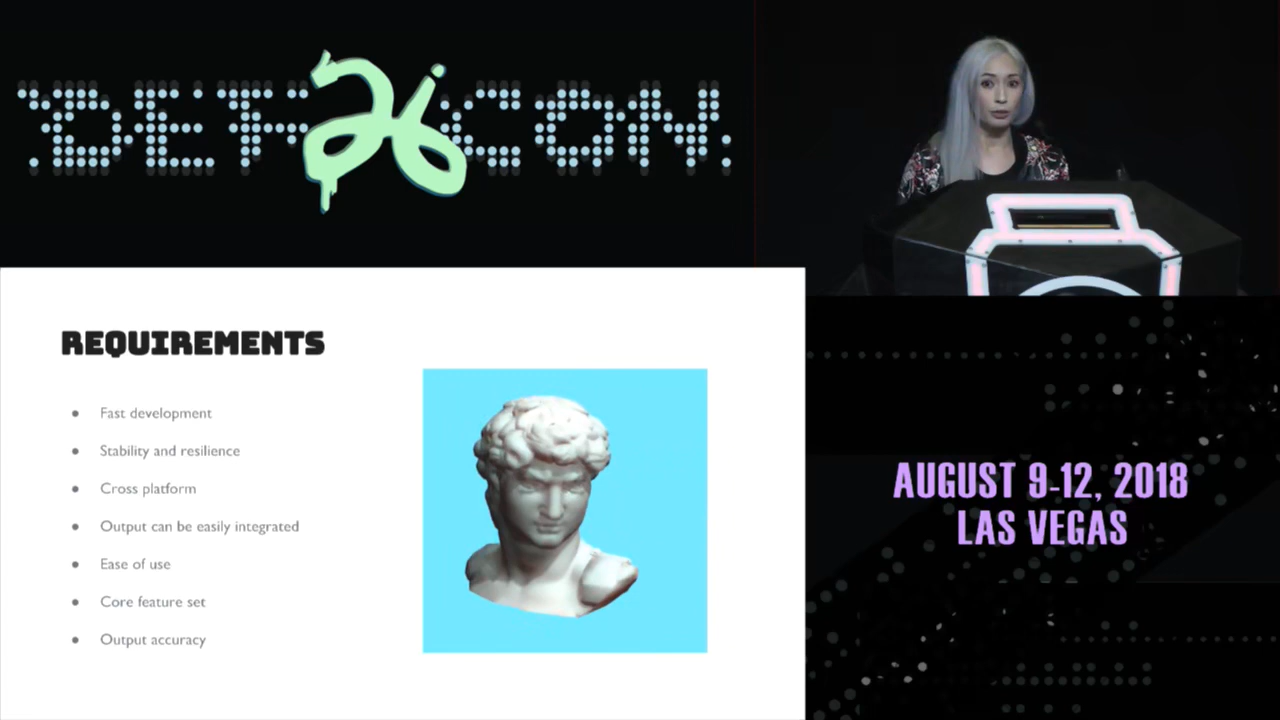 DEF 26 CON
REQUIREMENTS
Fast development
Stability and resilience
Cross platform
Output can be easily integrated
Ease of use
Core feature set
Output accuracy
AUGUST 9-12, 2018
LAS VEGAS